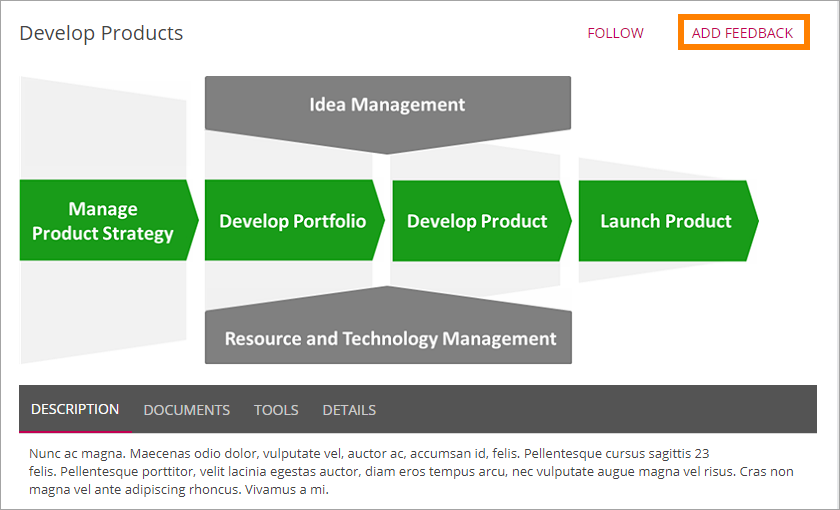 Develop Products
FOLLOW
ADD FEEDBACK
Idea Management
Manage
Product Strategy
Develop Portfolio
Develop Product
Launch Product
Resource and Technology Management
DESCRIPTION
DOCUMENTS
TOOLS
DETAILS
Nunc ac magna. Maecenas odio dolor, vulputate vel, auctor ac, accumsan id, felis. Pellentesque cursus sagittis 23
felis. Pellentesque porttitor, velit lacinia egestas auctor, diam eros tempus arcu, nec vulputate augue magna vel risus. Cras non
magna vel ante adipiscing rhoncus. Vivamus a mi.